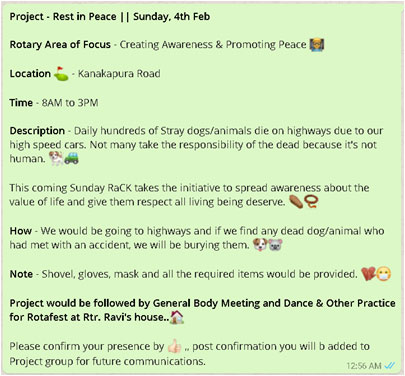 Project - Rest in Peace || Sunday, 4th Feb
Rotary Area of Focus - Creating Awareness & Promoting Peace
Location ⛳ - Kanakapura Road
Time - 8AM to 3PM
Description - Daily hundreds of Stray dogs/animals die on highways due to our
high speed cars. Not many take the responsibility of the dead because it's not
human. 🐕🚙
This coming Sunday RaCK takes the initiative to spread awareness about the
value of life and give them respect all living being deserve. ⚰️📿
How - We would be going to highways and if we find any dead dog/animal who
had met with an accident, we will be burying them. 🐶🐨
Note - Shovel, gloves, mask and all the required items would be provided. 💔😷
Project would be followed by General Body Meeting and Dance & Other Practice
for Rotafest at Rtr. Ravi's house..🏠
Please confirm your presence by 👍 ,, post confirmation you will b added to
Project group for future communications.
12:56 AM